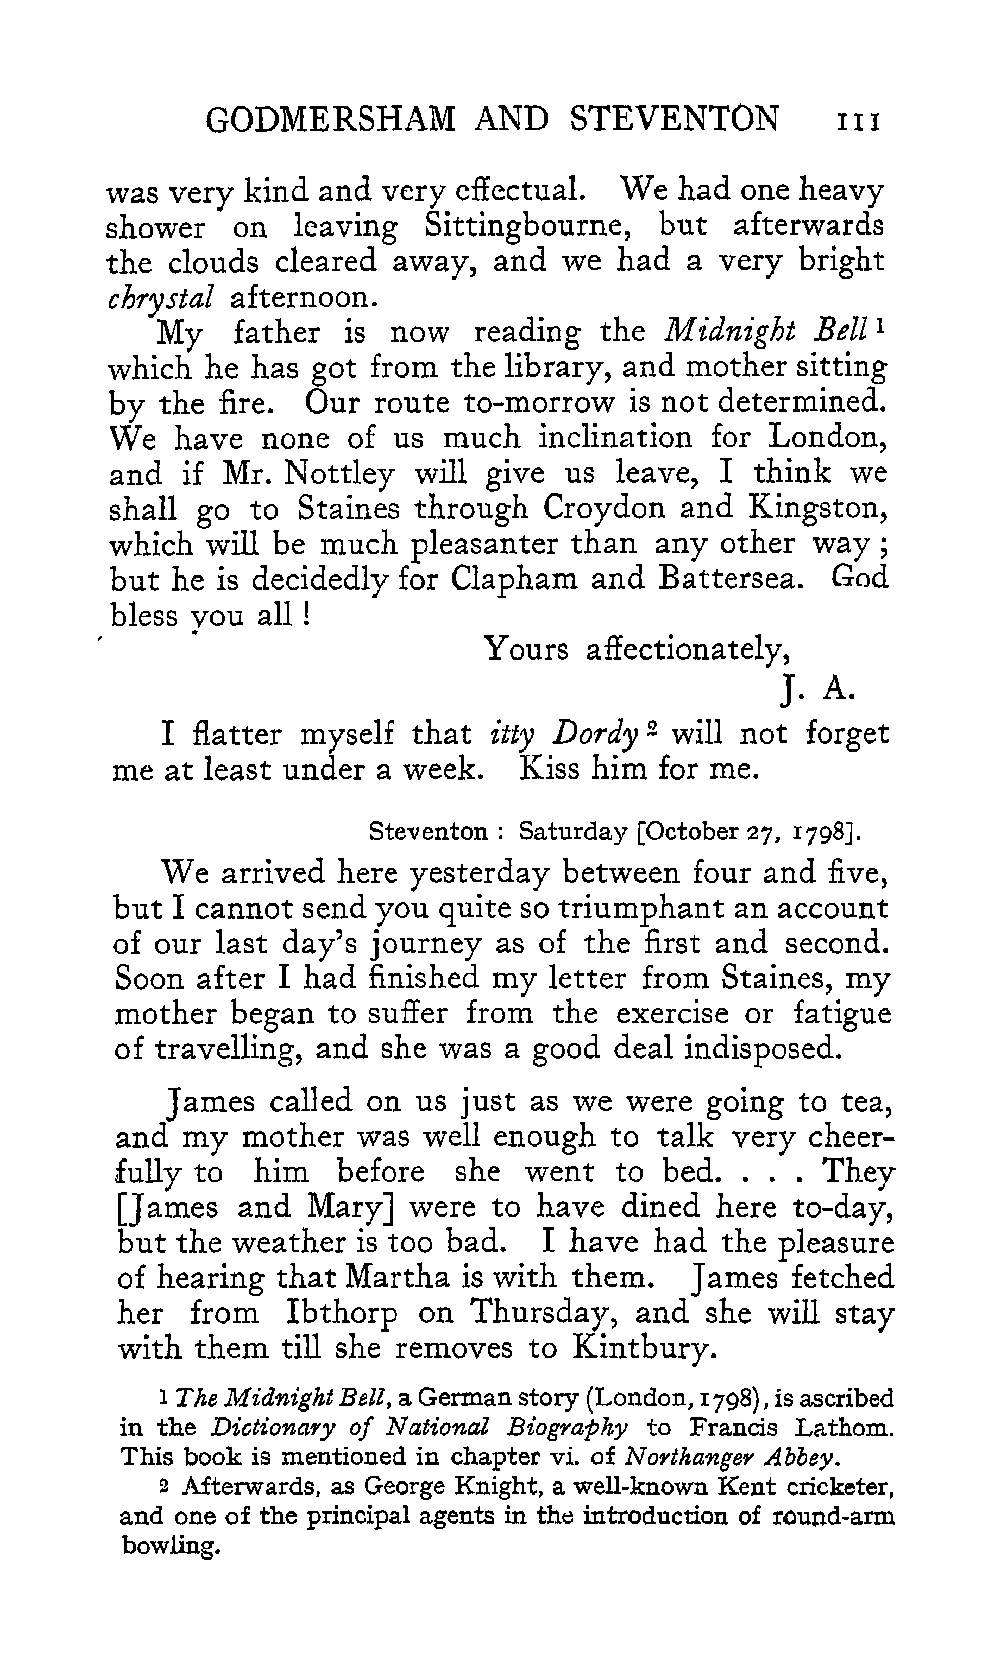 GODMERSHAM AND STEVENTON 111
was very kind and very effectual. We had one heavy
shower on leaving Sittingbourne, but afterwards
the clouds cleared away, and we had a very bright
chrystal afternoon.
My father is now reading the Midnight Bell 1
which he has got from the library, and mother sitting
by the fire. Our route to-morrow is not determined.
We have none of us much inclination for London,
and if Mr. Nottley will give us leave, I think we
shall go to Staines through Croydon and Kingston,
which will be much pleasanter than any other way ;
but he is decidedly for Clapham and Battersea. God
bless you all !
Yours affectionately,
J. A.
I flatter myself that itty Dordy 2 will not forget
me at least under a week. Kiss him for me.
Steventon : Saturday [October 27, 1798].
We arrived here yesterday between four and five,
but I cannot send you quite so triumphant an account
of our last day's journey as of the first and second.
Soon after I had finished my letter from Staines, my
mother began to suffer from the exercise or fatigue
of travelling, and she was a good deal indisposed.
James called on us just as we were going to tea,
and my mother was well enough to talk very cheer-
fully to him before she went to bed. . . . They
[James and Mary] were to have dined here to-day,
but the weather is too bad. I have had the pleasure
of hearing that Martha is with them. James fetched
her from Ibthorp on Thursday, and she will stay
with them till she removes to Kintbury.
1 The Midnight Bell, a German story (London, 1798), is ascribed
in the Dictionary of National Biography to Francis Lathom.
This book is mentioned in chapter vi. of Northanger Abbey.
2 Afterwards, as George Knight, a well-known Kent cricketer,
and one of the principal agents in the introduction of round-arm
bowling.